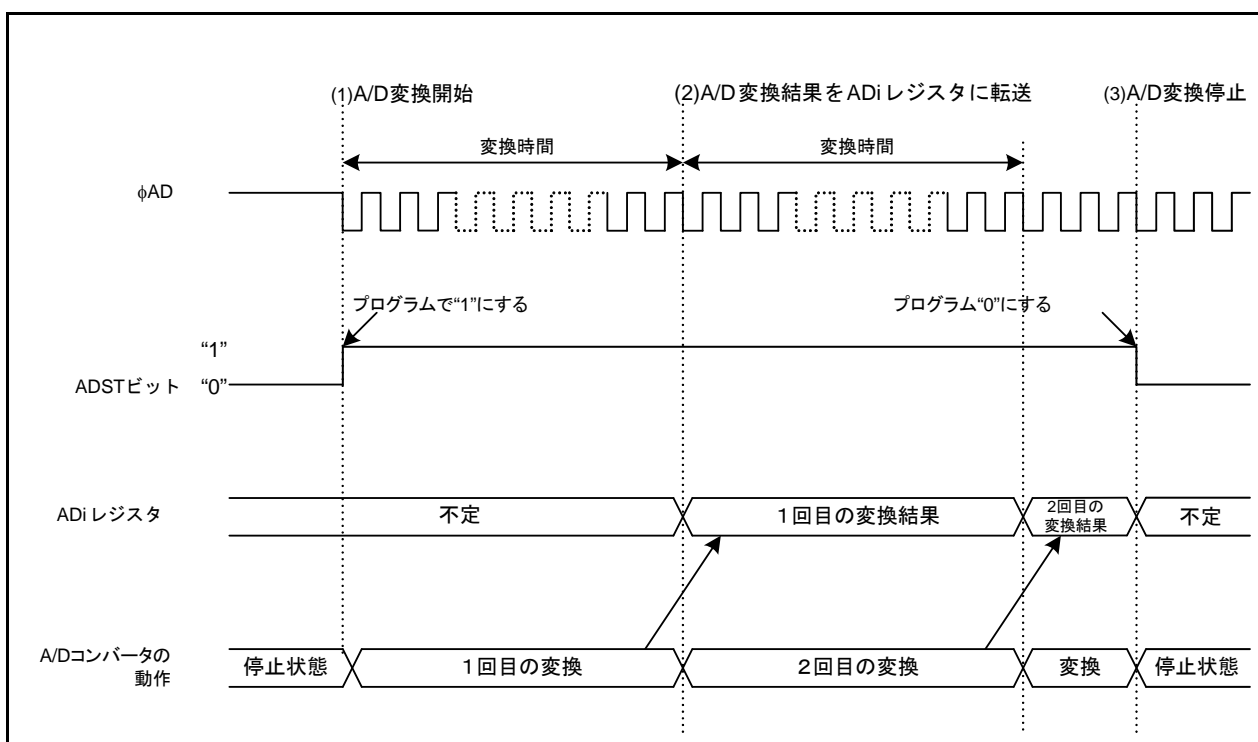 (1)A/D変換開始
(2)A/D変換結果をADiレジスタに転送
(3)A/D変換停止
変換時間
変換時間
φAD
プログラムで“1”にする
プログラム“0”にする
“1”
ADSTビット “0”
ADiレジスタ
不定
1回目の変換結果
2回目の
変換結果
不定
A/Dコンバータの
動作
停止状態
1回目の変換
2回目の変換
変換
停止状態